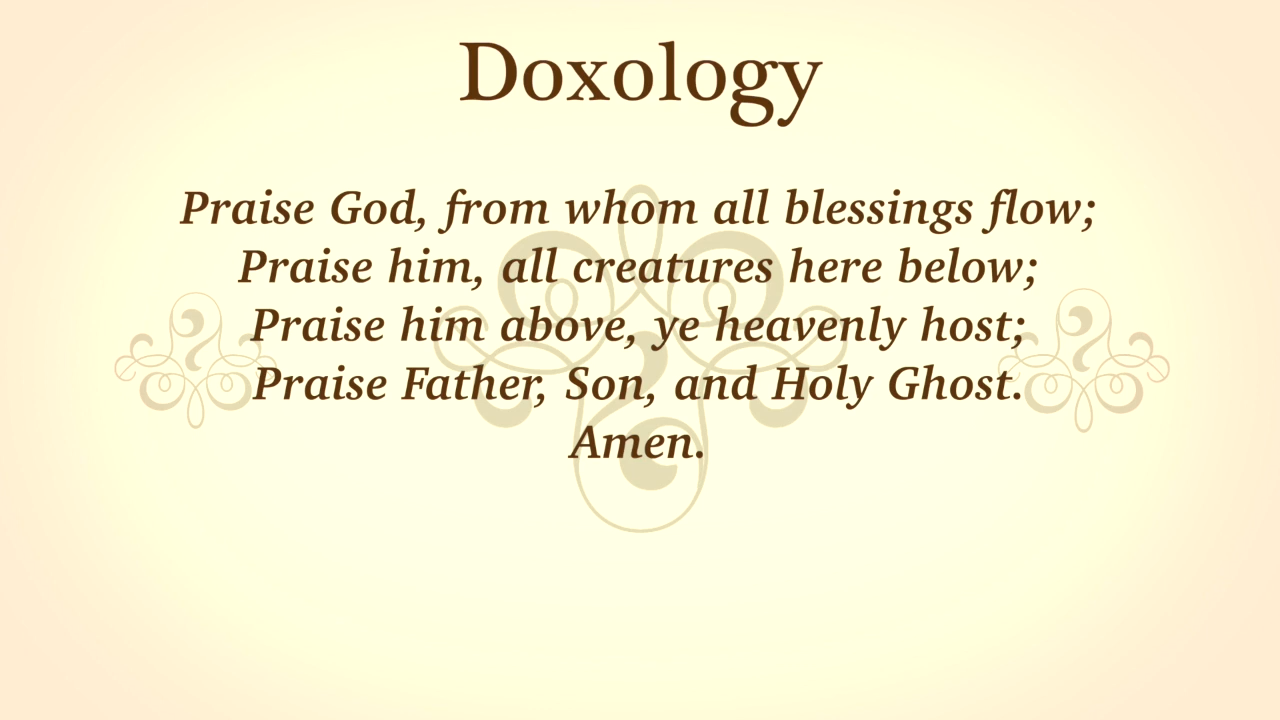 Doxology
Praise God, from whom all blessings flow;
Praise him, all creatures here below;
Praise him above, ye heavenly host;
Praise Father, Son, and Holy Ghost.
Amen.